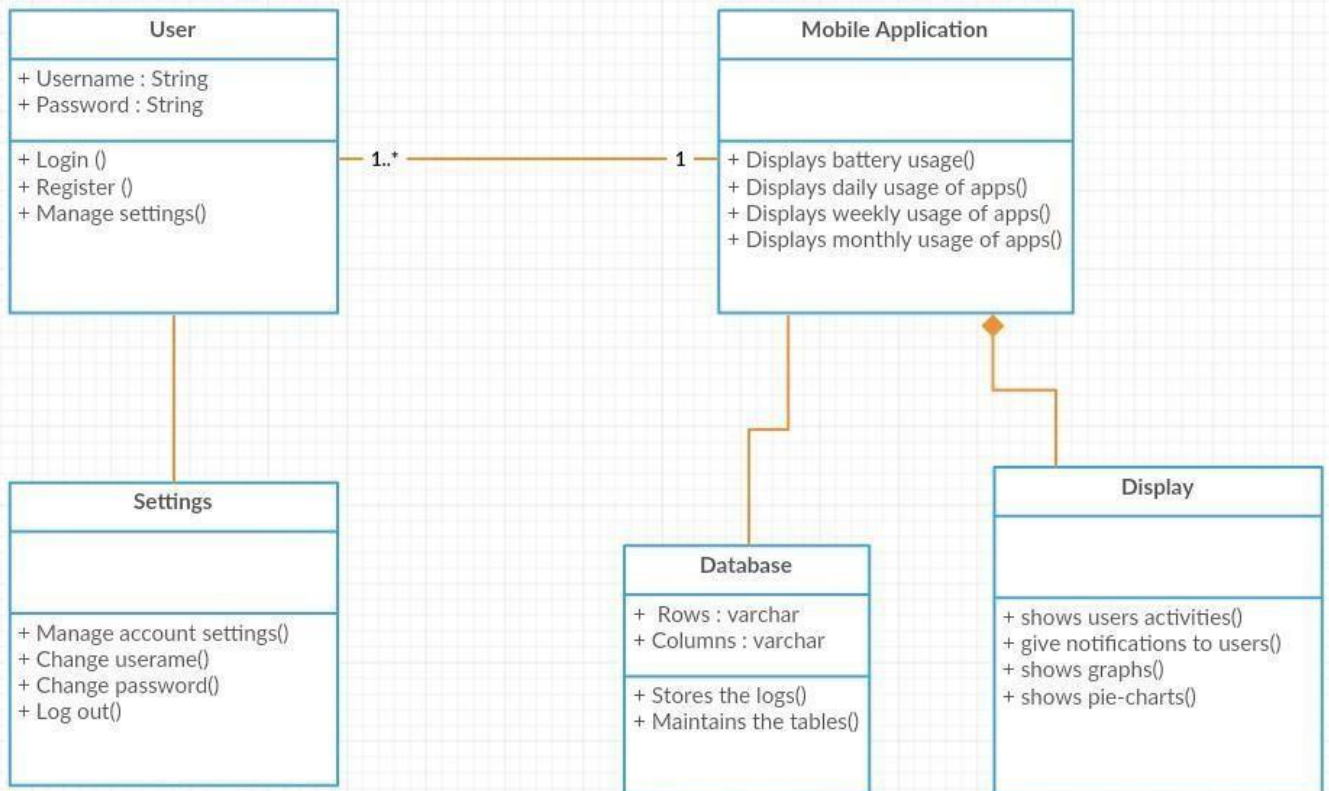 User
+ Username : String
+ Password : String
+ Login ()
+ Register ()
+ Manage settings()
1..*
1
Mobile Application
+ Displays battery usage()
+ Displays daily usage of apps()
+ Displays weekly usage of apps()
+ Displays monthly usage of apps()
Settings
+ Manage account settings()
+ Change userame()
+ Change password()
+ Log out()
Database
+ Rows : varchar
+ Columns : varchar
+ Stores the logs()
+ Maintains the tables()
Display
+ shows users activities()
+ give notifications to users()
+ shows graphs()
+ shows pie-charts()